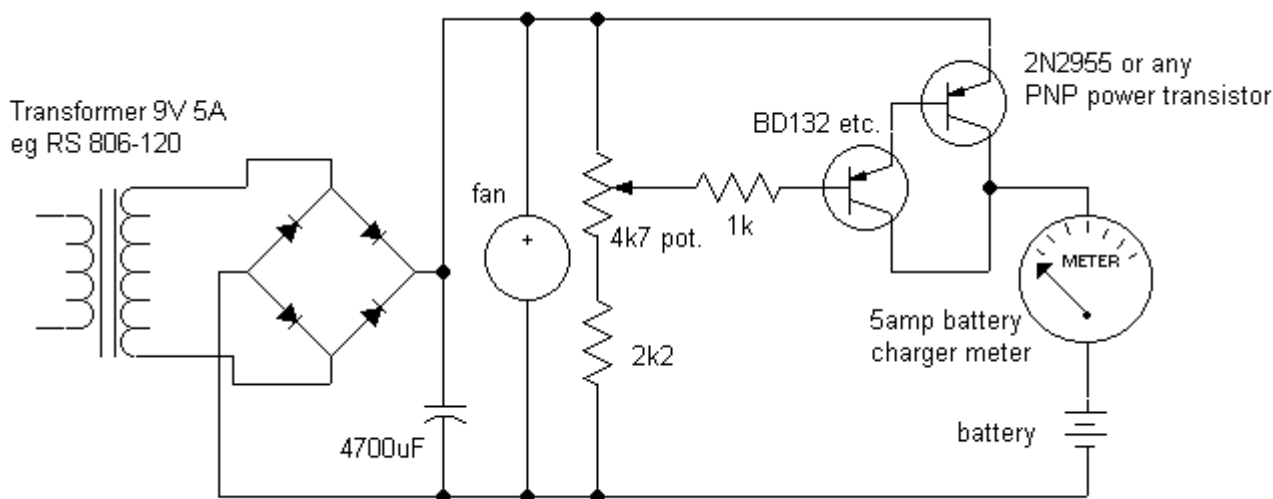 Transformer 9V 5A
eg RS 806-120
2N2955 or any
PNP power transistor
BD132 etc.
fan
+
4k7 pot.
1k
METER
5amp battery
charger meter
2k2
4700uF
battery